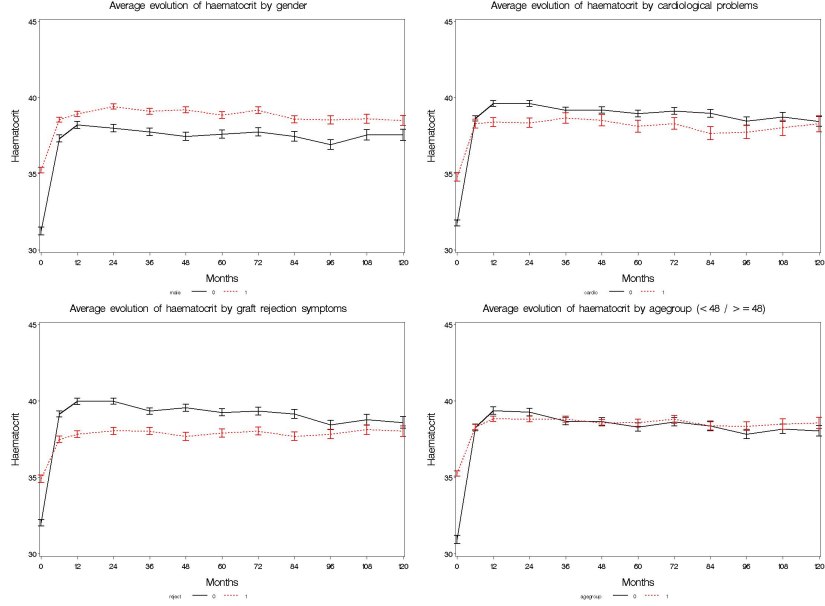 Average evolution of haematocrit by gender
45
40
35
30
Haematocrit
0 12 24 36 48 60 72 84 96 108 120
Months
male 0 1
Average evolution of haematocrit by cardiological problems
45
40
35
30
Haematocrit
0 12 24 36 48 60 72 84 96 108 120
Months
cardio 0 1
Average evolution of haematocrit by graft rejection symptoms
45
40
35
30
Haematocrit
0 12 24 36 48 60 72 84 96 108 120
Months
reject 0 1
Average evolution of haematocrit by agegroup (< 48 / > = 48)
45
40
35
30
Haematocrit
0 12 24 36 48 60 72 84 96 108 120
Months
agegroup 0 1